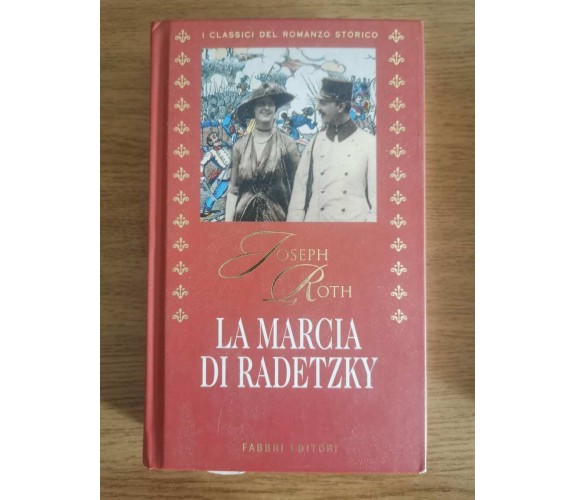 I CLASSICI DEL ROMANZO STORICO
JOSEPH
ROTH
LA MARCIA
DI RADETZKY
FABBRI EDITORI